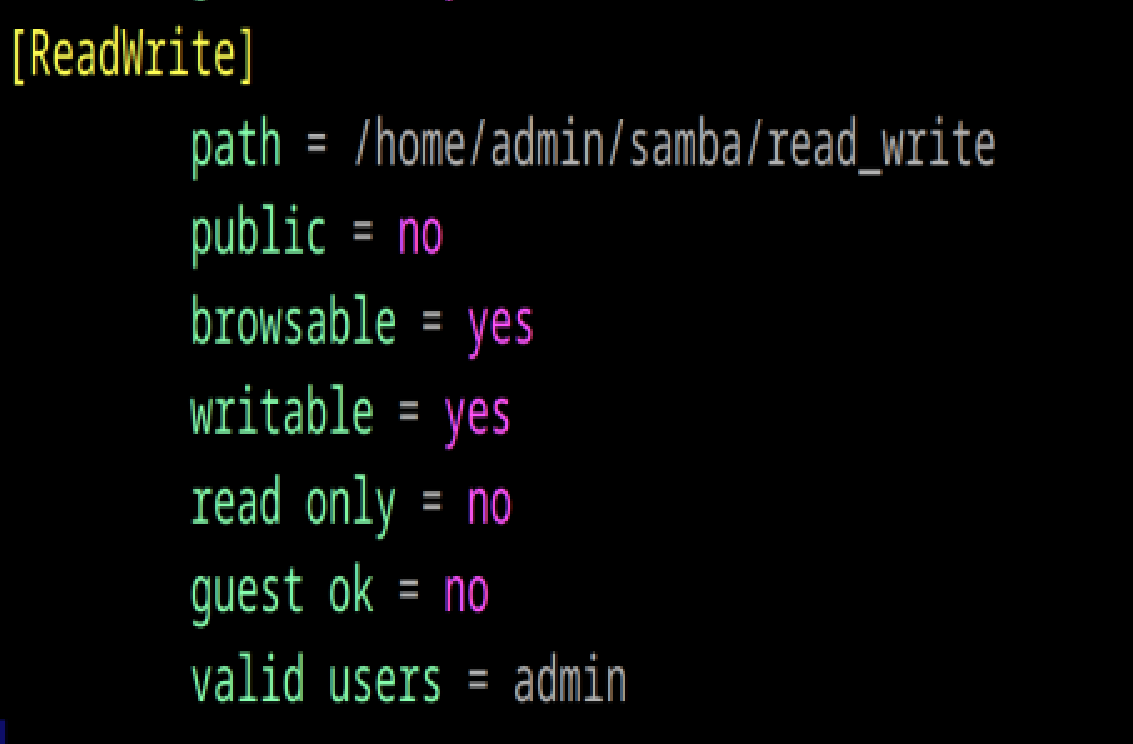 [ReadWrite]
path = /home/admin/samba/read_write
public = no
browsable = yes
writable = yes
read only = no
guest ok = no
valid users = admin